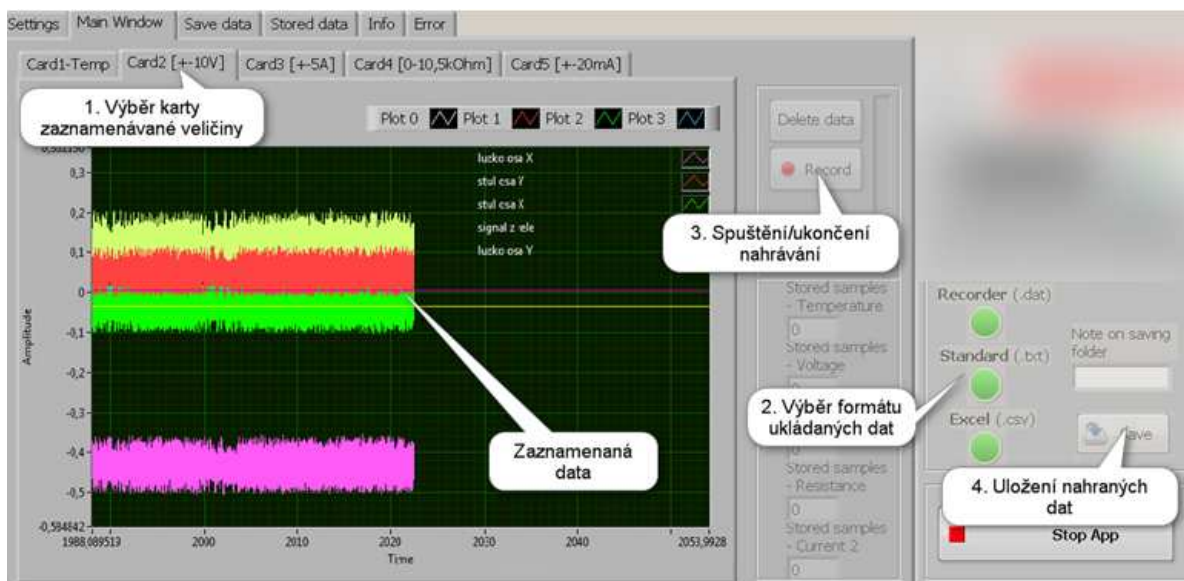 Settings
Main Window
Save data
Stored data
Info
Error
Card1-Temp
Card2 [+-10V]
Card3 [+-5A]
Card4 [0-10,5kOhm]
Card5 [+-20mA]
1. Výběr karty
zaznamenávané veličiny
Plot 0
Plot 1
Plot 2
Plot 3
Delete data
Record
3. Spuštění/ukončení
nahrávání
luzko osa X
stul osa Y
stul osa X
signal z rele
luzko osa Y
0,3
0,2
0,1
0
-0,1
-0,2
-0,3
-0,4
-0,5
-0,584842
Amplitude
1988,089513
2000
2010
2020
2030
2040
2053,9928
Time
Zaznamenaná
data
Stored samples
- Temperature
0
Stored samples
- Voltage
Stored samples
- Resistance
0
Stored samples
- Current 2
0
Recorder (.dat)
Standard (.txt)
Excel (.csv)
Note on saving
folder
2. Výběr formátu
ukládaných dat
4. Uložení nahraných
dat
Stop App